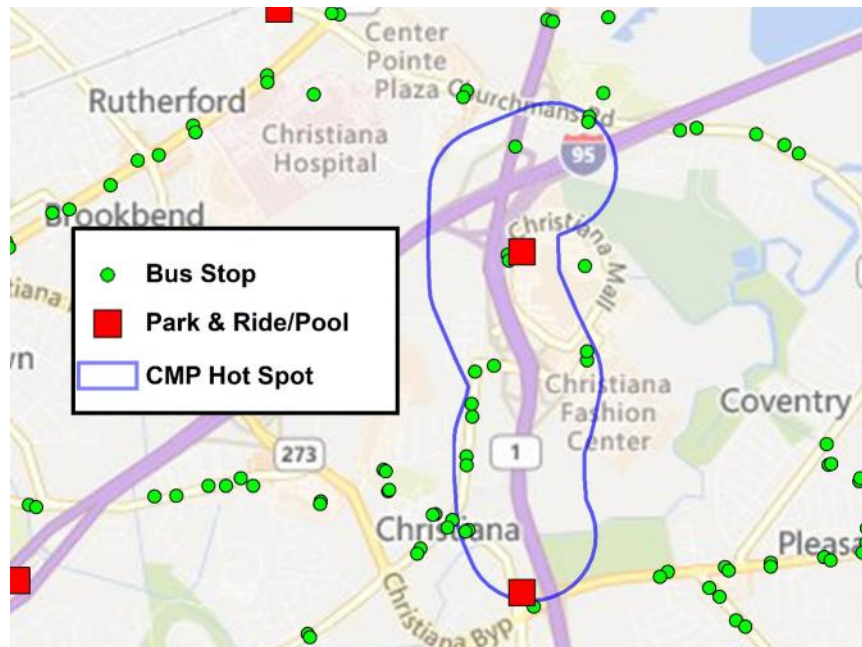 Center
Pointe
Plaza
Churchmans Rd
Rutherford
Christiana
Hospital
95
Brookbend
Christiana Mall
Bus Stop
Park & Ride/Pool
CMP Hot Spot
Christiana
Fashion
Center
Coventry
1
273
Christiana
Pleasa
Christiana Byp
wn